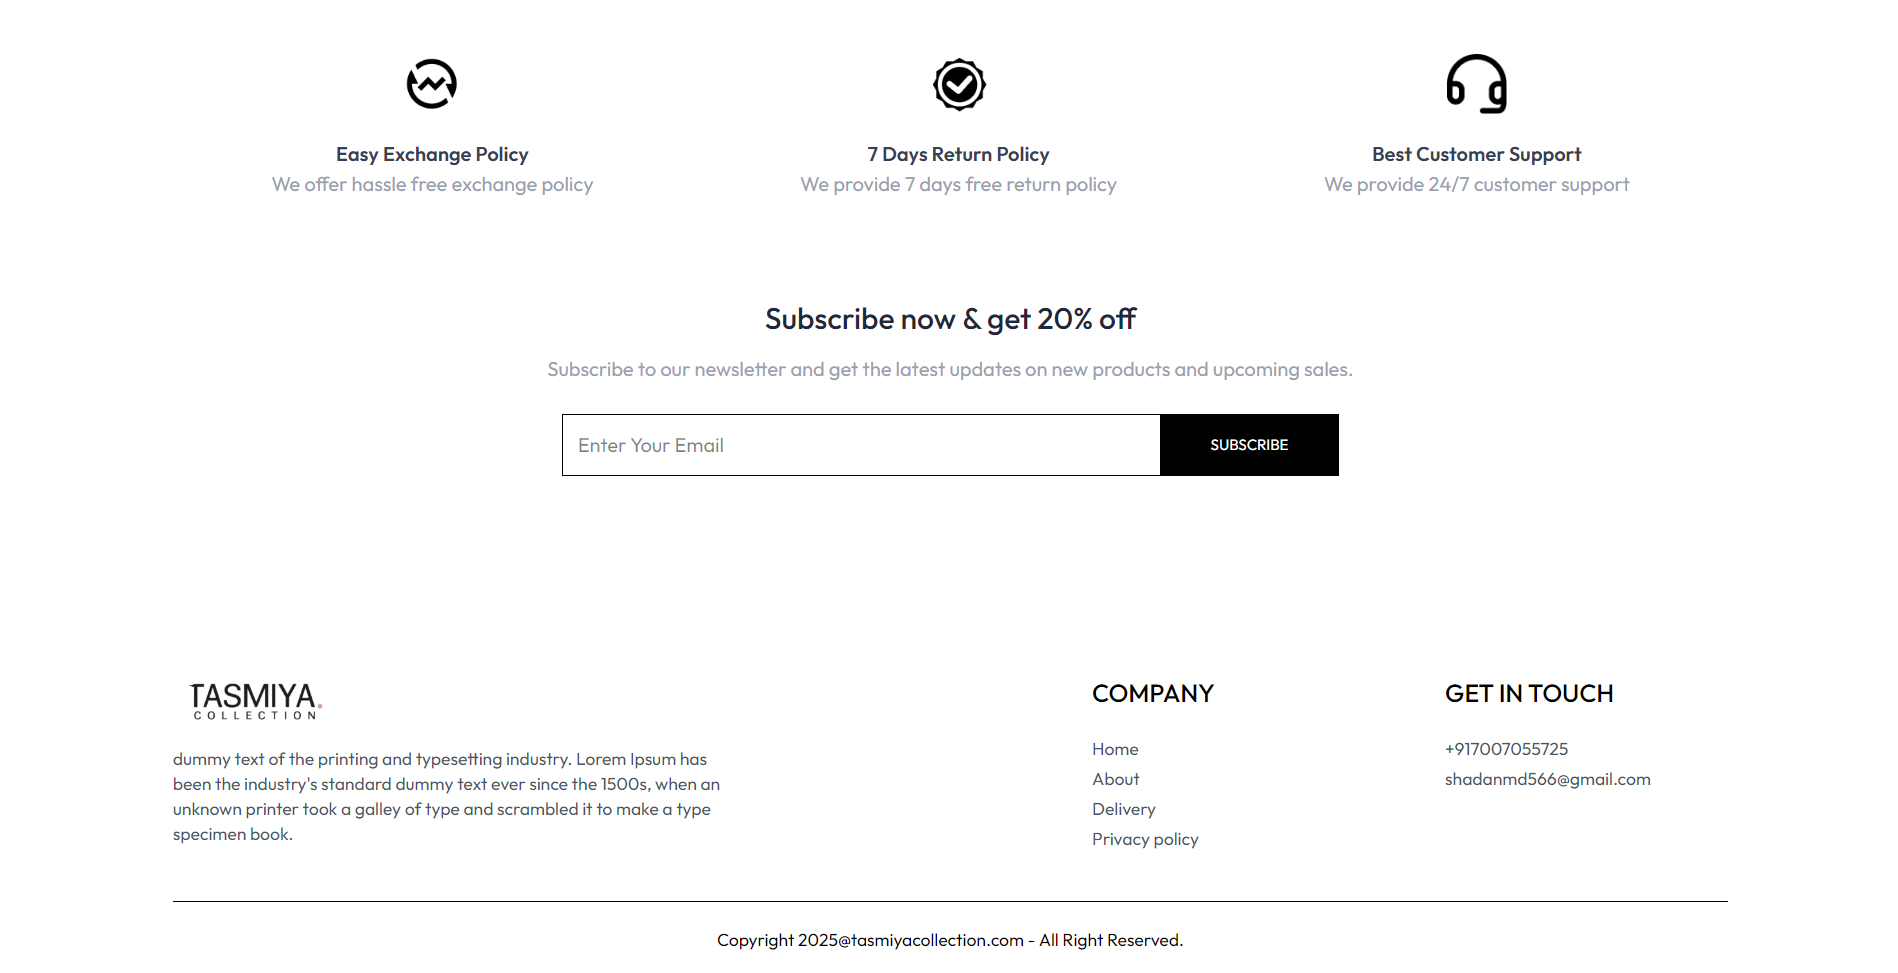 Easy Exchange Policy
We offer hassle free exchange policy
7 Days Return Policy
We provide 7 days free return policy
Best Customer Support
We provide 24/7 customer support
Subscribe now & get 20% off
Subscribe to our newsletter and get the latest updates on new products and upcoming sales.
Enter Your Email
SUBSCRIBE
TASMIYA.
COLLECTION
dummy text of the printing and typesetting industry. Lorem Ipsum has
been the industry's standard dummy text ever since the 1500s, when an
unknown printer took a galley of type and scrambled it to make a type
specimen book.
COMPANY
Home
About
Delivery
Privacy policy
GET IN TOUCH
+917007055725
shadanmd566@gmail.com
Copyright 2025@tasmiyacollection.com - All Right Reserved.